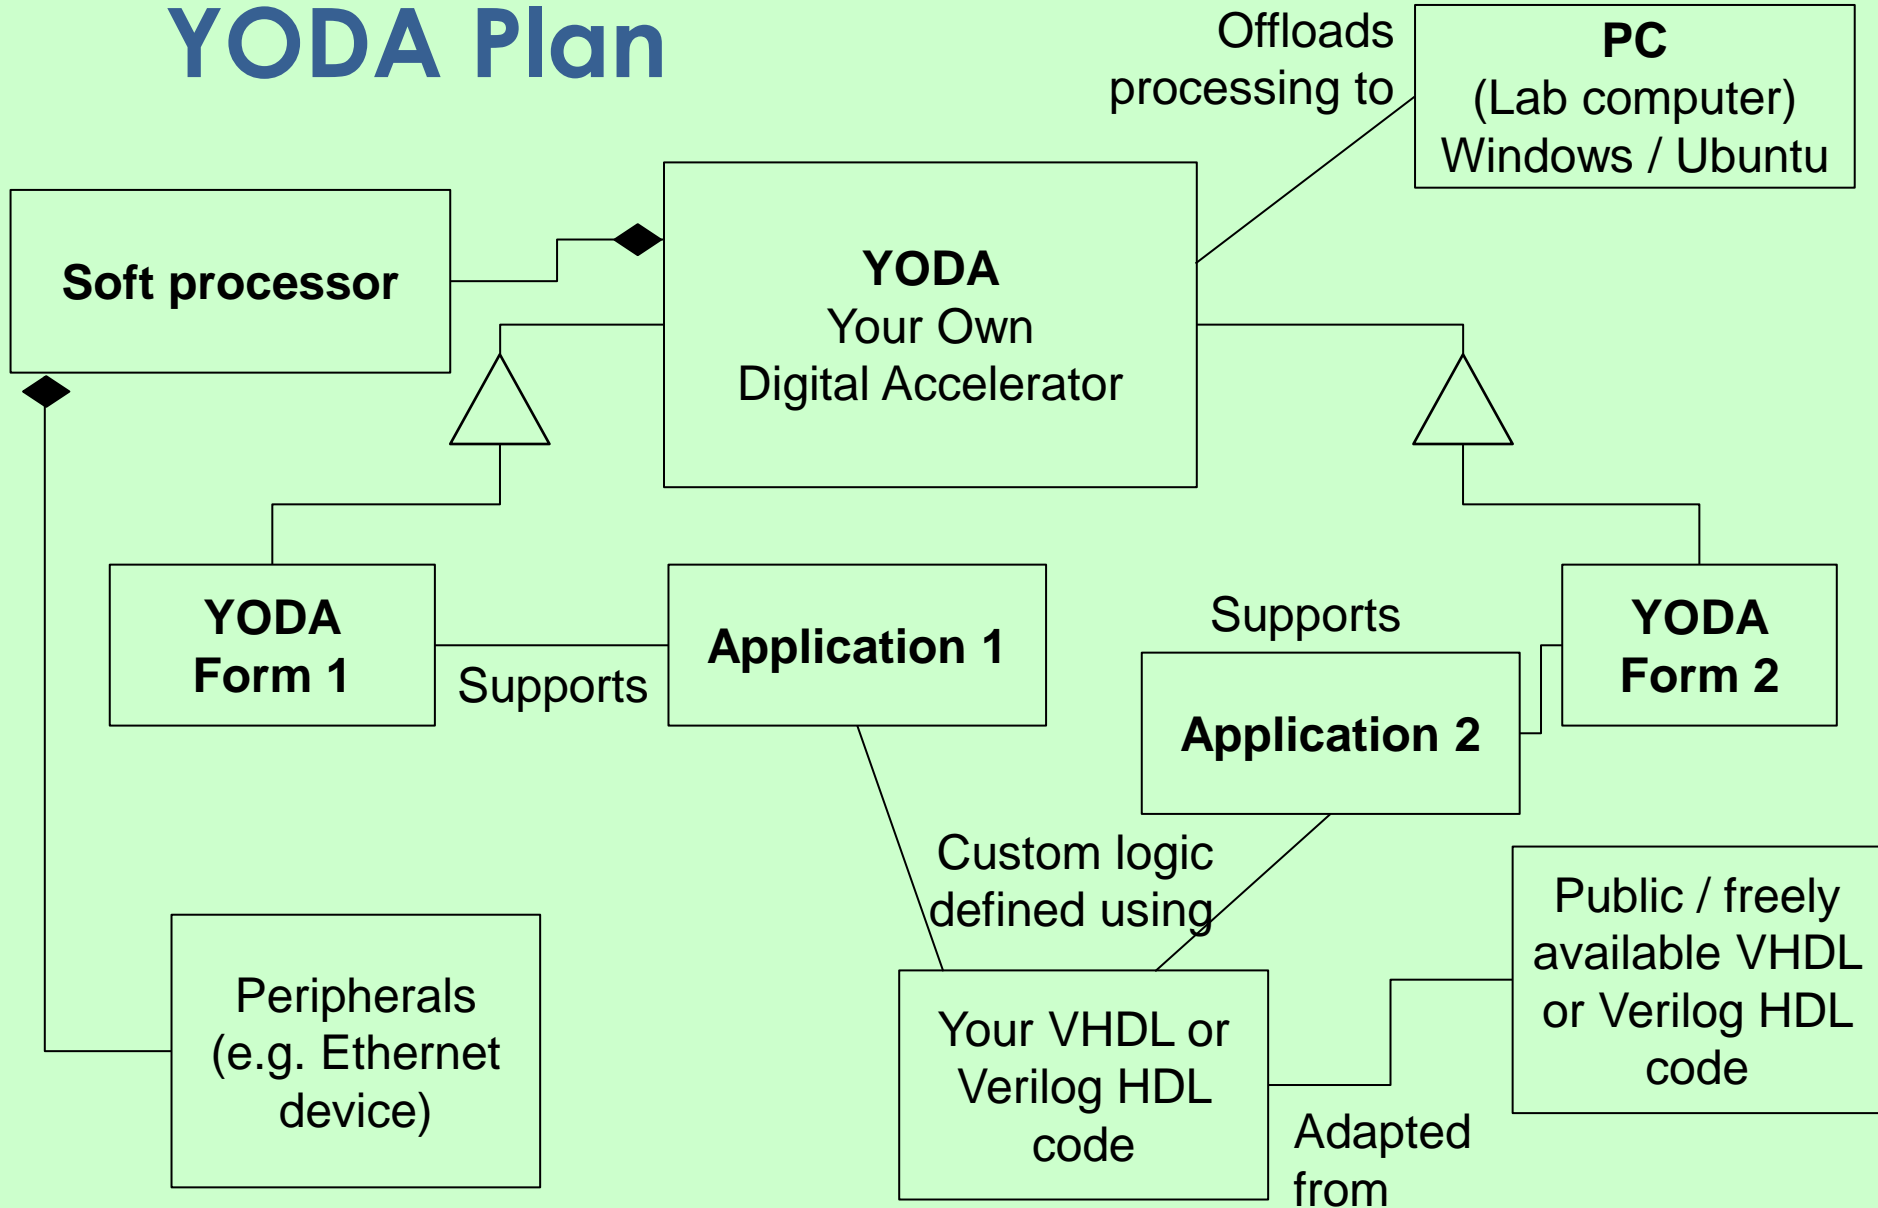 YODA Plan
Offloads
processing to
PC
(Lab computer)
Windows / Ubuntu
Soft processor
YODA
Your Own
Digital Accelerator
YODA
Form 1
Supports
Application 1
Supports
Application 2
YODA
Form 2
Custom logic
defined using
Peripherals
(e.g. Ethernet
device)
Your VHDL or
Verilog HDL
code
Adapted
from
Public / freely
available VHDL
or Verilog HDL
code